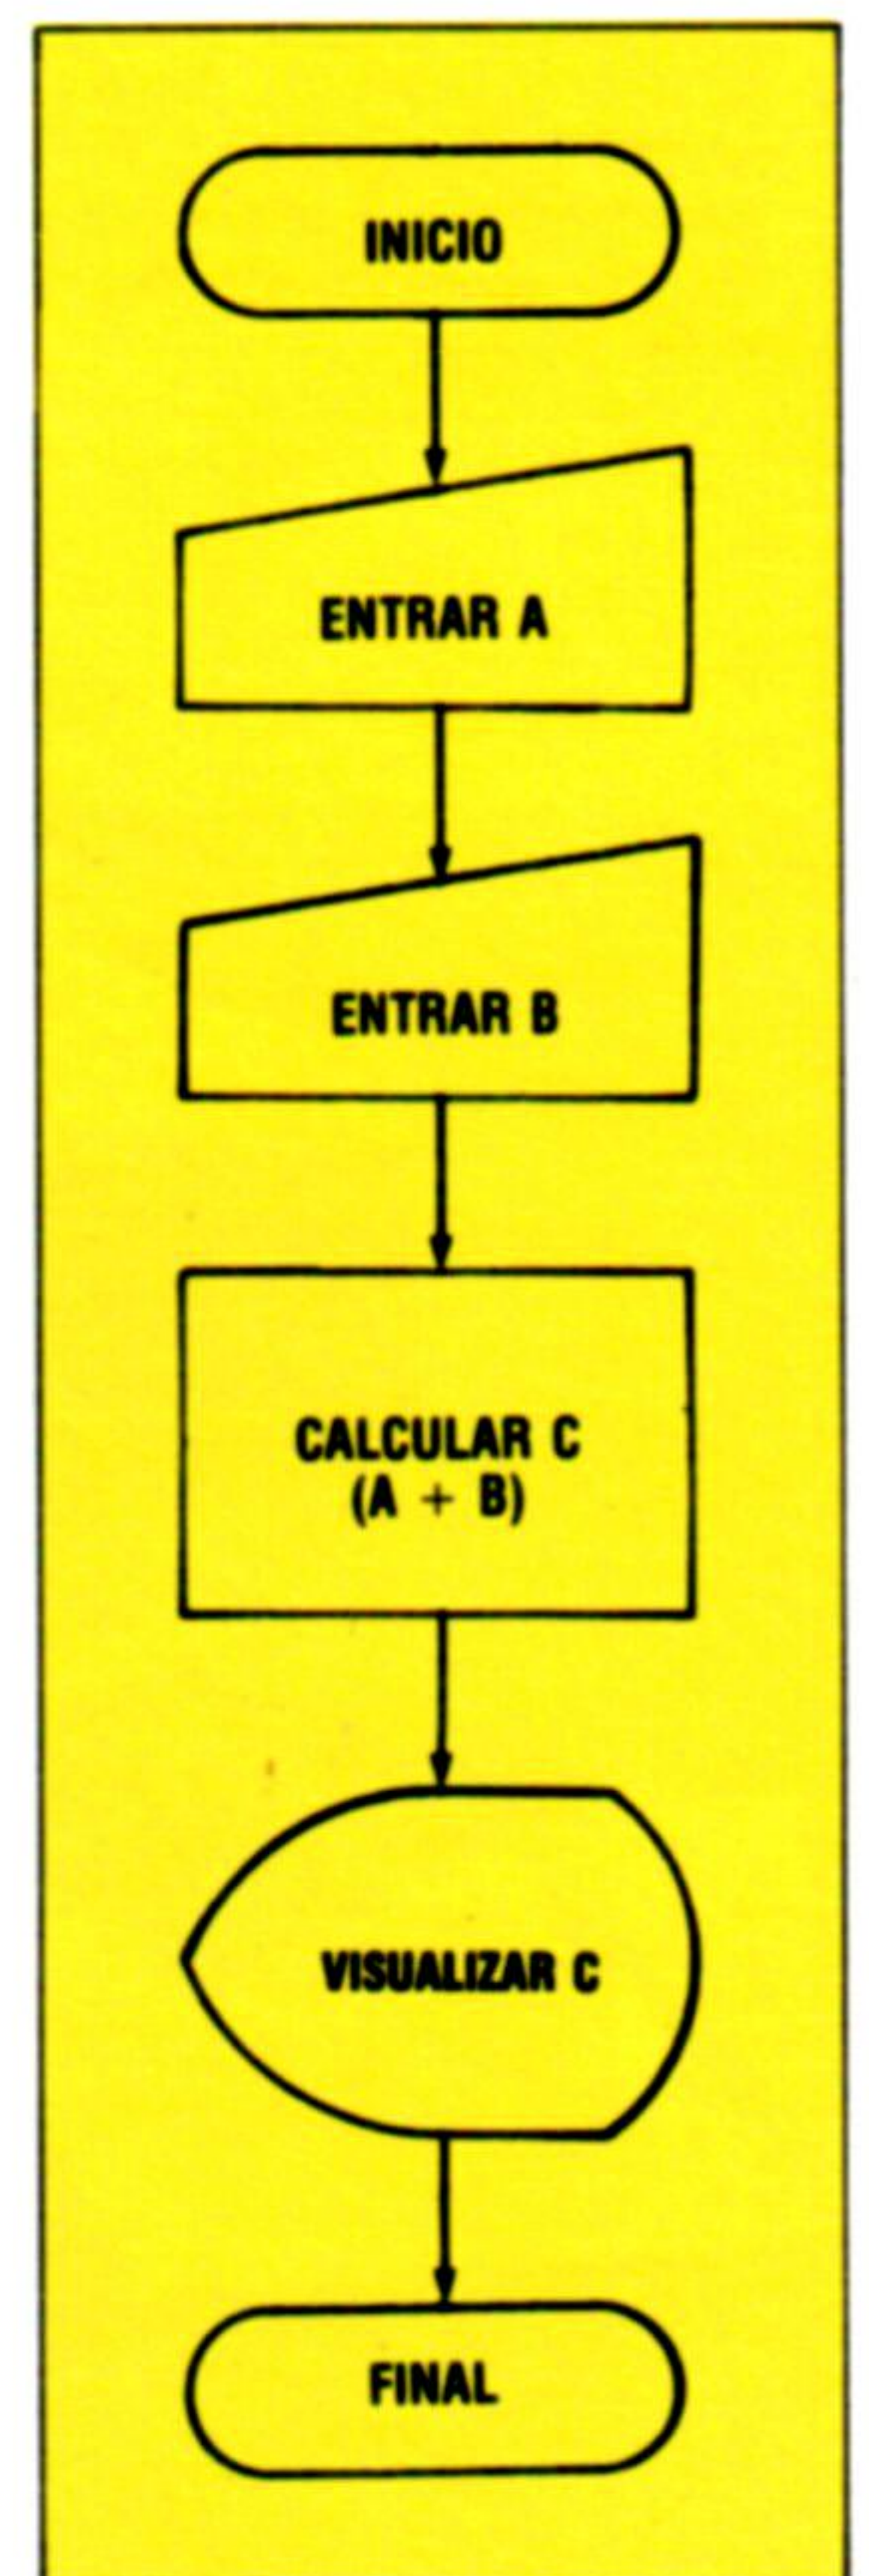 INICIO
ENTRAR A
ENTRAR B
CALCULAR C
(A + B)
VISUALIZAR C
FINAL